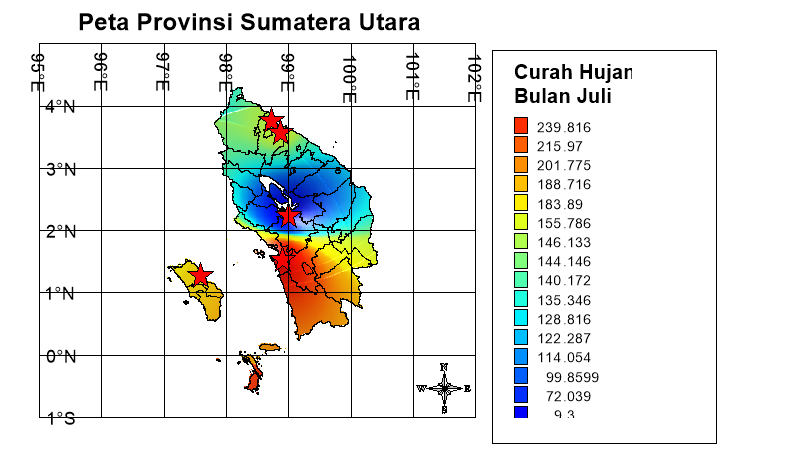 Peta Provinsi Sumatera Utara
95°E
96°E
97°E
98°E
99°E
100°E
101°E
102°E
4°N
3°N
2°N
1°N
0°N
1°S
N
W E
S
Curah Hujan
Bulan Juli
239.816
215.97
201.775
188.716
183.89
155.786
146.133
144.146
140.172
135.346
128.816
122.287
114.054
99.8599
72.039
9.3